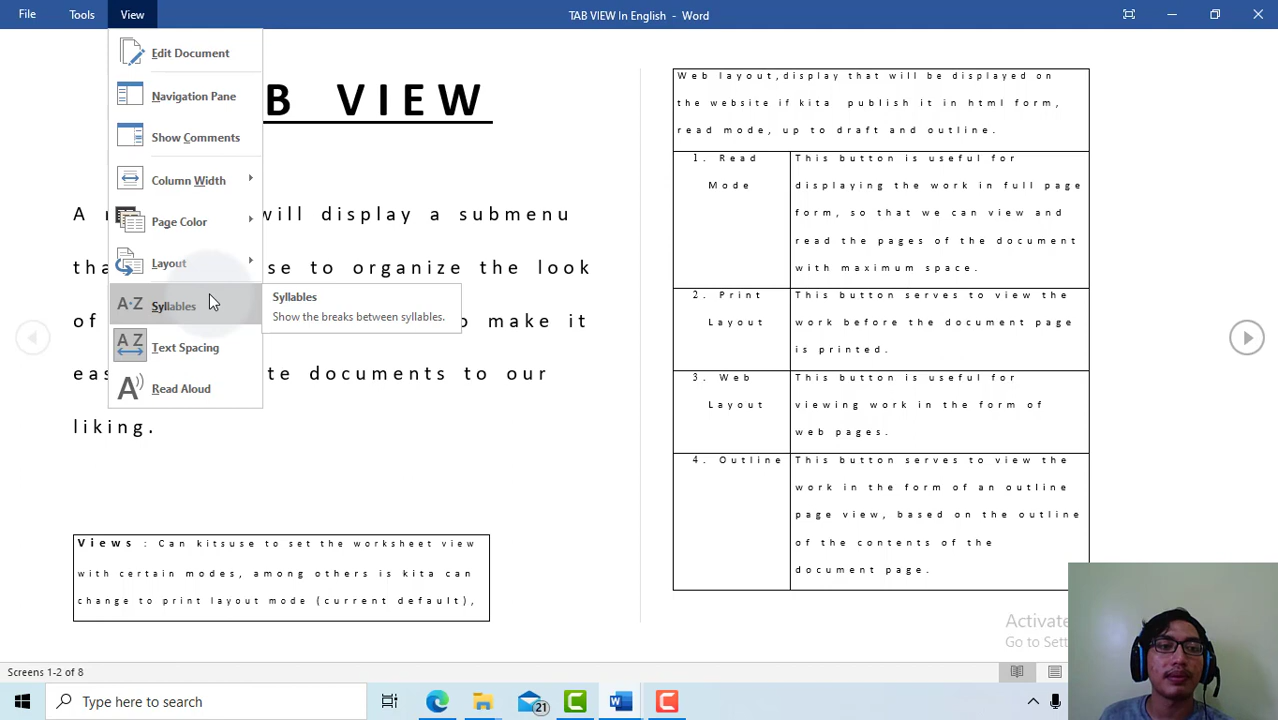 File Tools View TAB VIEW In English - Word
Edit Document
Navigation Pane
Show Comments
Column Width
Page Color
Layout
Syllables
Text Spacing
Read Aloud
Syllables
Show the breaks between syllables.
B VIEW
A will display a submenu
tha se to organize the look
of o make it
eas te documents to our
liking.
Views : Can kitsuse to set the worksheet view
with certain modes, among others is kita can
change to print layout mode (current default),
Web layout,display that will be displayed on
the website if kita publish it in html form,
read mode, up to draft and outline.
1. Read
Mode
This button is useful for
displaying the work in full page
form, so that we can view and
read the pages of the document
with maximum space.
2. Print
Layout
This button serves to view the
work before the document page
is printed.
3. Web
Layout
This button is useful for
viewing work in the form of
web pages.
4. Outline
This button serves to view the
work in the form of an outline
page view, based on the outline
of the contents of the
document page.
Activate
Go to Sett
Screens 1-2 of 8
Type here to search
21